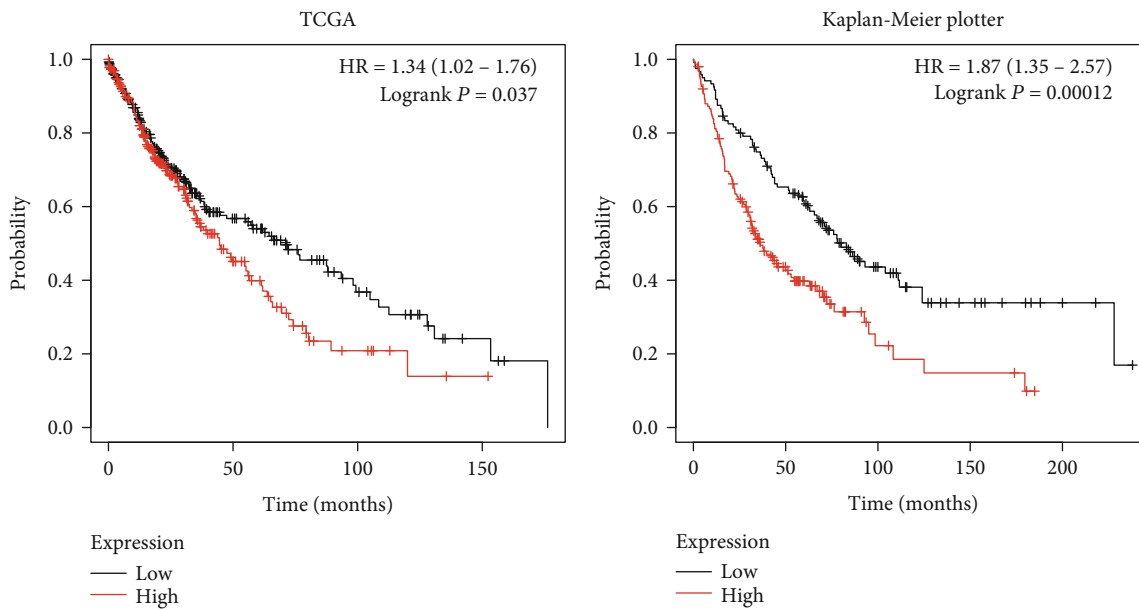 TCGA
HR = 1.34 (1.02 – 1.76)
Logrank P = 0.037
Probability
1.0
0.8
0.6
0.4
0.2
0.0
0 50 100 150
Time (months)
Expression
Low
High
Kaplan-Meier plotter
HR = 1.87 (1.35 – 2.57)
Logrank P = 0.00012
Probability
1.0
0.8
0.6
0.4
0.2
0.0
0 50 100 150 200
Time (months)
Expression
Low
High